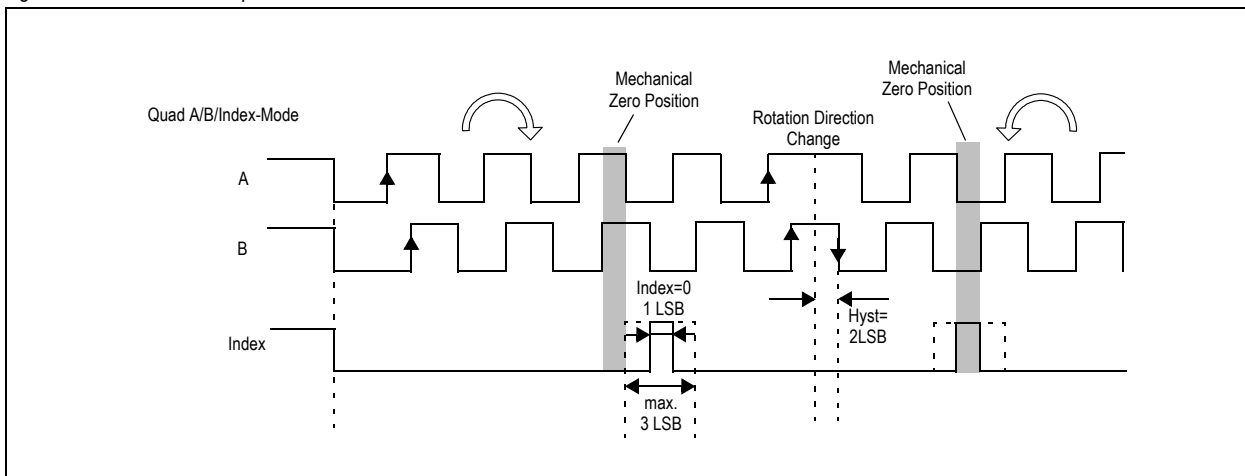 Mechanical
Zero Position
Mechanical
Zero Position
Quad A/B/Index-Mode
Rotation Direction
Change
A
B
Index=0
1 LSB
Hyst=
2LSB
Index
max.
3 LSB